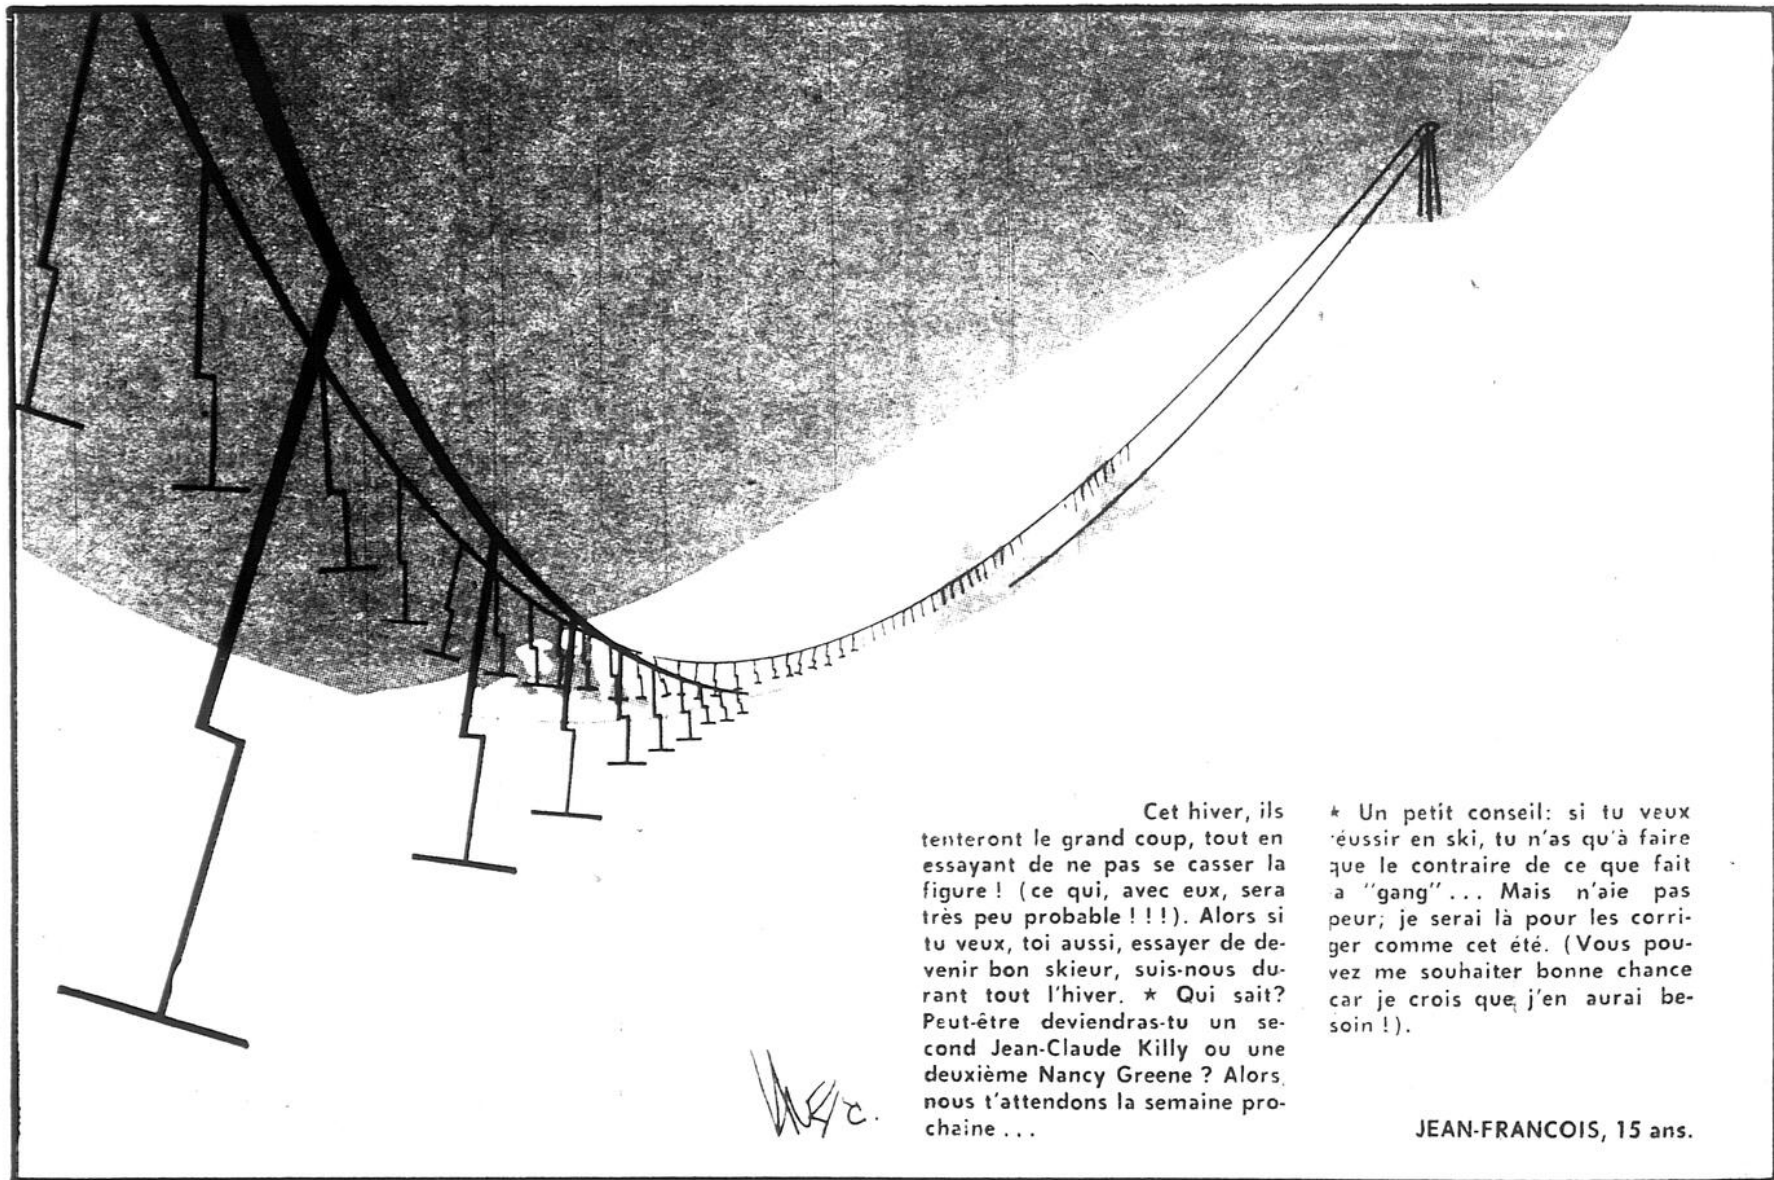 Cet hiver, ils
tenteront le grand coup, tout en
essayant de ne pas se casser la
figure ! (ce qui, avec eux, sera
très peu probable ! ! !). Alors si
tu veux, toi aussi, essayer de de-
venir bon skieur, suis-nous du-
rant tout l'hiver. ★ Qui sait?
Peut-être deviendras-tu un se-
cond Jean-Claude Killy ou une
deuxième Nancy Greene ? Alors,
nous t'attendons la semaine pro-
chaine ...
★ Un petit conseil: si tu veux
éussir en ski, tu n'as qu'à faire
que le contraire de ce que fait
a "gang" ... Mais n'aie pas
peur; je serai là pour les corri-
ger comme cet été. (Vous pou-
vez me souhaiter bonne chance
car je crois que j'en aurai be-
soin !).
JEAN-FRANCOIS, 15 ans.